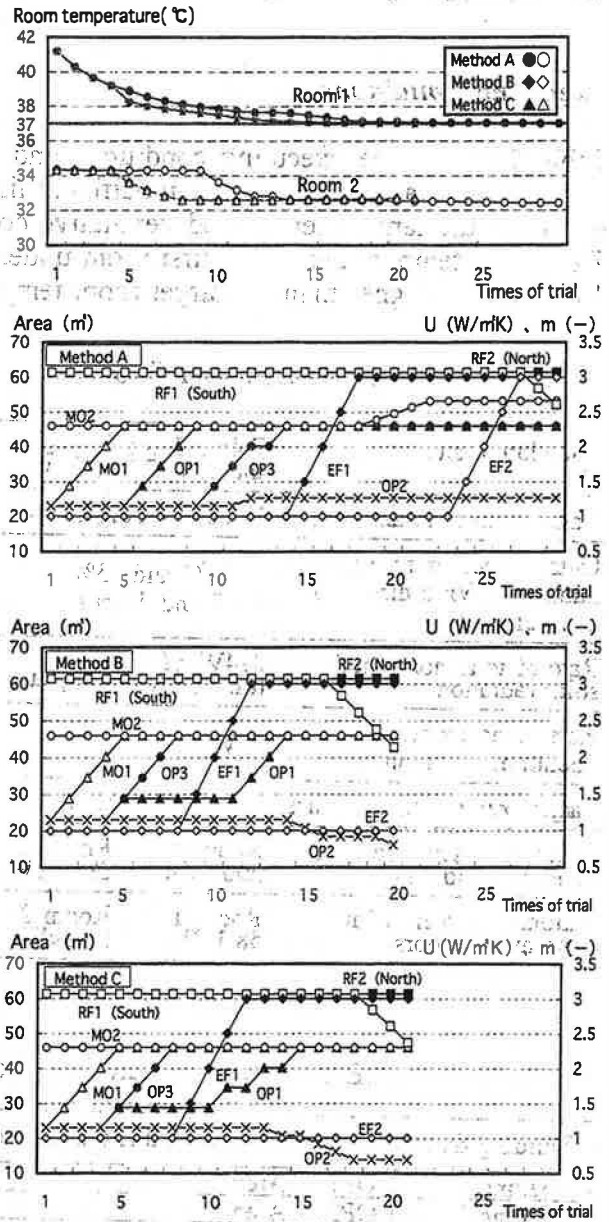 Room temperature(℃)
42
40
38
37
36
34
32
30
Method A
Method B
Method C
Room 1
Room 2
1 5 10 15 20 25
Times of trial
Area (㎡) U (W/㎡K) 、 m (−)
70 60 50 40 30 20 10
3.5 3 2.5 2 1.5 1 0.5
Method A
RF2 (North)
RF1 (South)
MO2
MO1 OP1 OP3 EF1 OP2 EF2
1 5 10 15 20 25
Times of trial
Area (㎡) U (W/㎡K) 、 m (−)
70 60 50 40 30 20 10
3.5 3 2.5 2 1.5 1 0.5
Method B
RF2 (North)
RF1 (South)
MO2
MO1 OP3 EF1 OP1
EF2
OP2
1 5 10 15 20 25
Times of trial
Area (㎡) U (W/㎡K) 、 m (−)
70 60 50 40 30 20 10
3.5 3 2.5 2 1.5 1 0.5
Method C
RF2 (North)
RF1 (South)
MO2
MO1 OP3 EF1 OP1
EF2
OP2
1 5 10 15 20 25
Times of trial